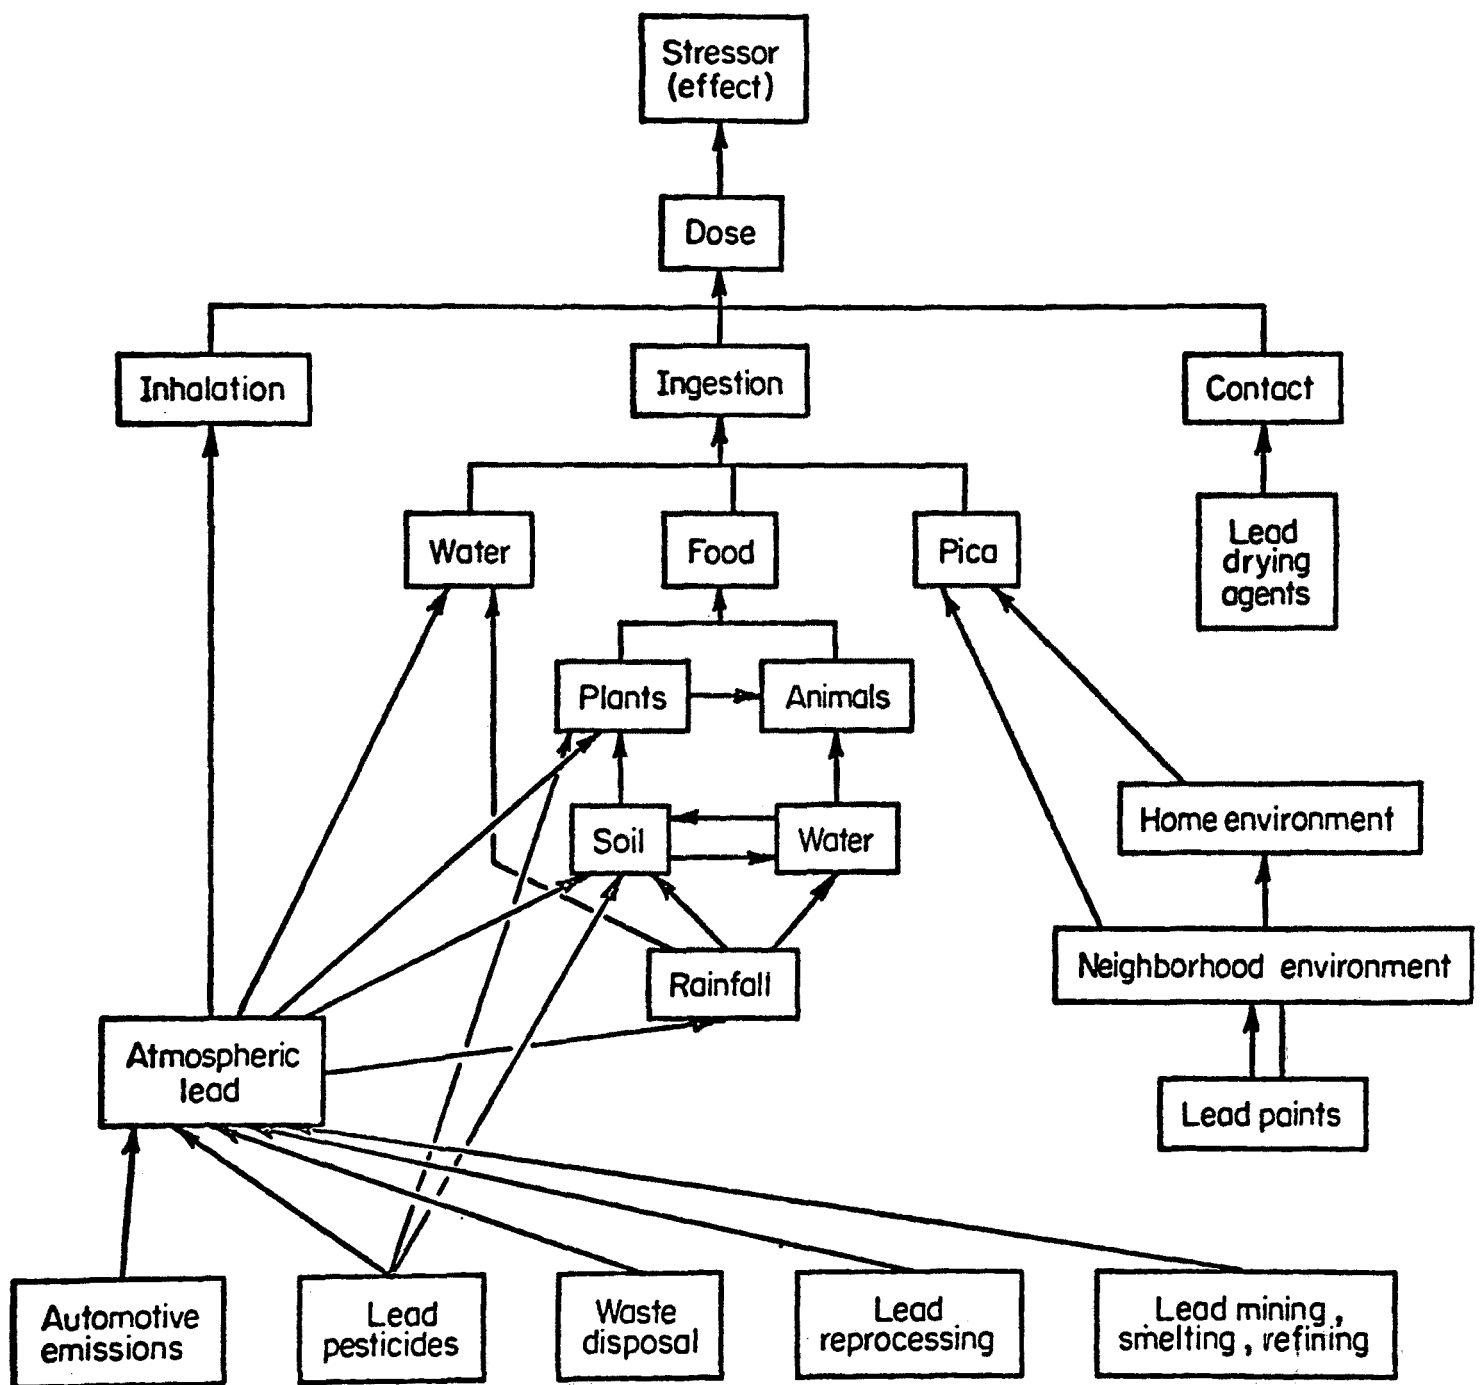 Stressor
(effect)
Dose
Inhalation
Ingestion
Contact
Water
Food
Pica
Lead
drying
agents
Plants
Animals
Soil
Water
Home environment
Rainfall
Neighborhood environment
Atmospheric
lead
Lead paints
Automotive
emissions
Lead
pesticides
Waste
disposal
Lead
reprocessing
Lead mining,
smelting, refining